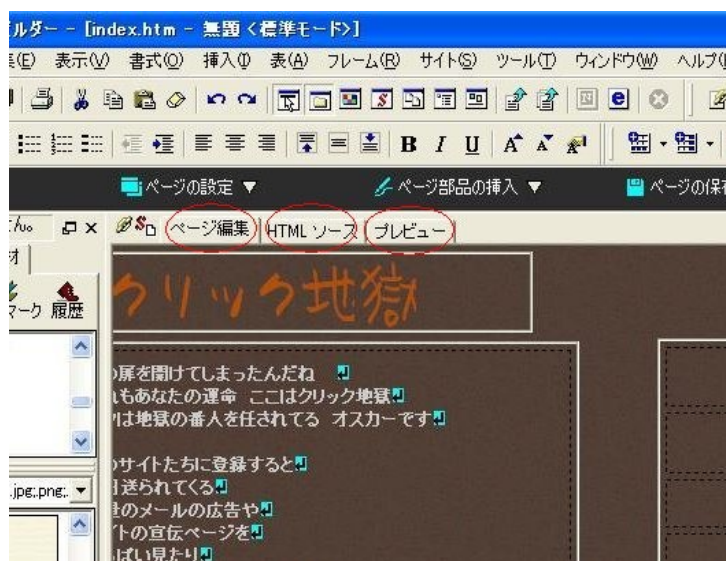 ルダー - [index.htm - 無題 <標準モード>]
(E) 表示(V) 書式(O) 挿入(I) 表(A) フレーム(R) サイト(S) ツール(T) ウィンドウ(W) ヘルプ(
B I U A A
ページの設定 ▼ ページ部品の挿入 ▼ ページの保
ページ編集 HTML ソース プレビュー
マーク 履歴
クリック地獄
扉を開けてしまったんだね
もあなたの運命 ここはクリック地獄
は地獄の番人を任されてる オスカーです
サイトたちに登録すると
送られてくる
.jpg;.png;
のメールの広告や
トの宣伝ページを
ぱい見たり